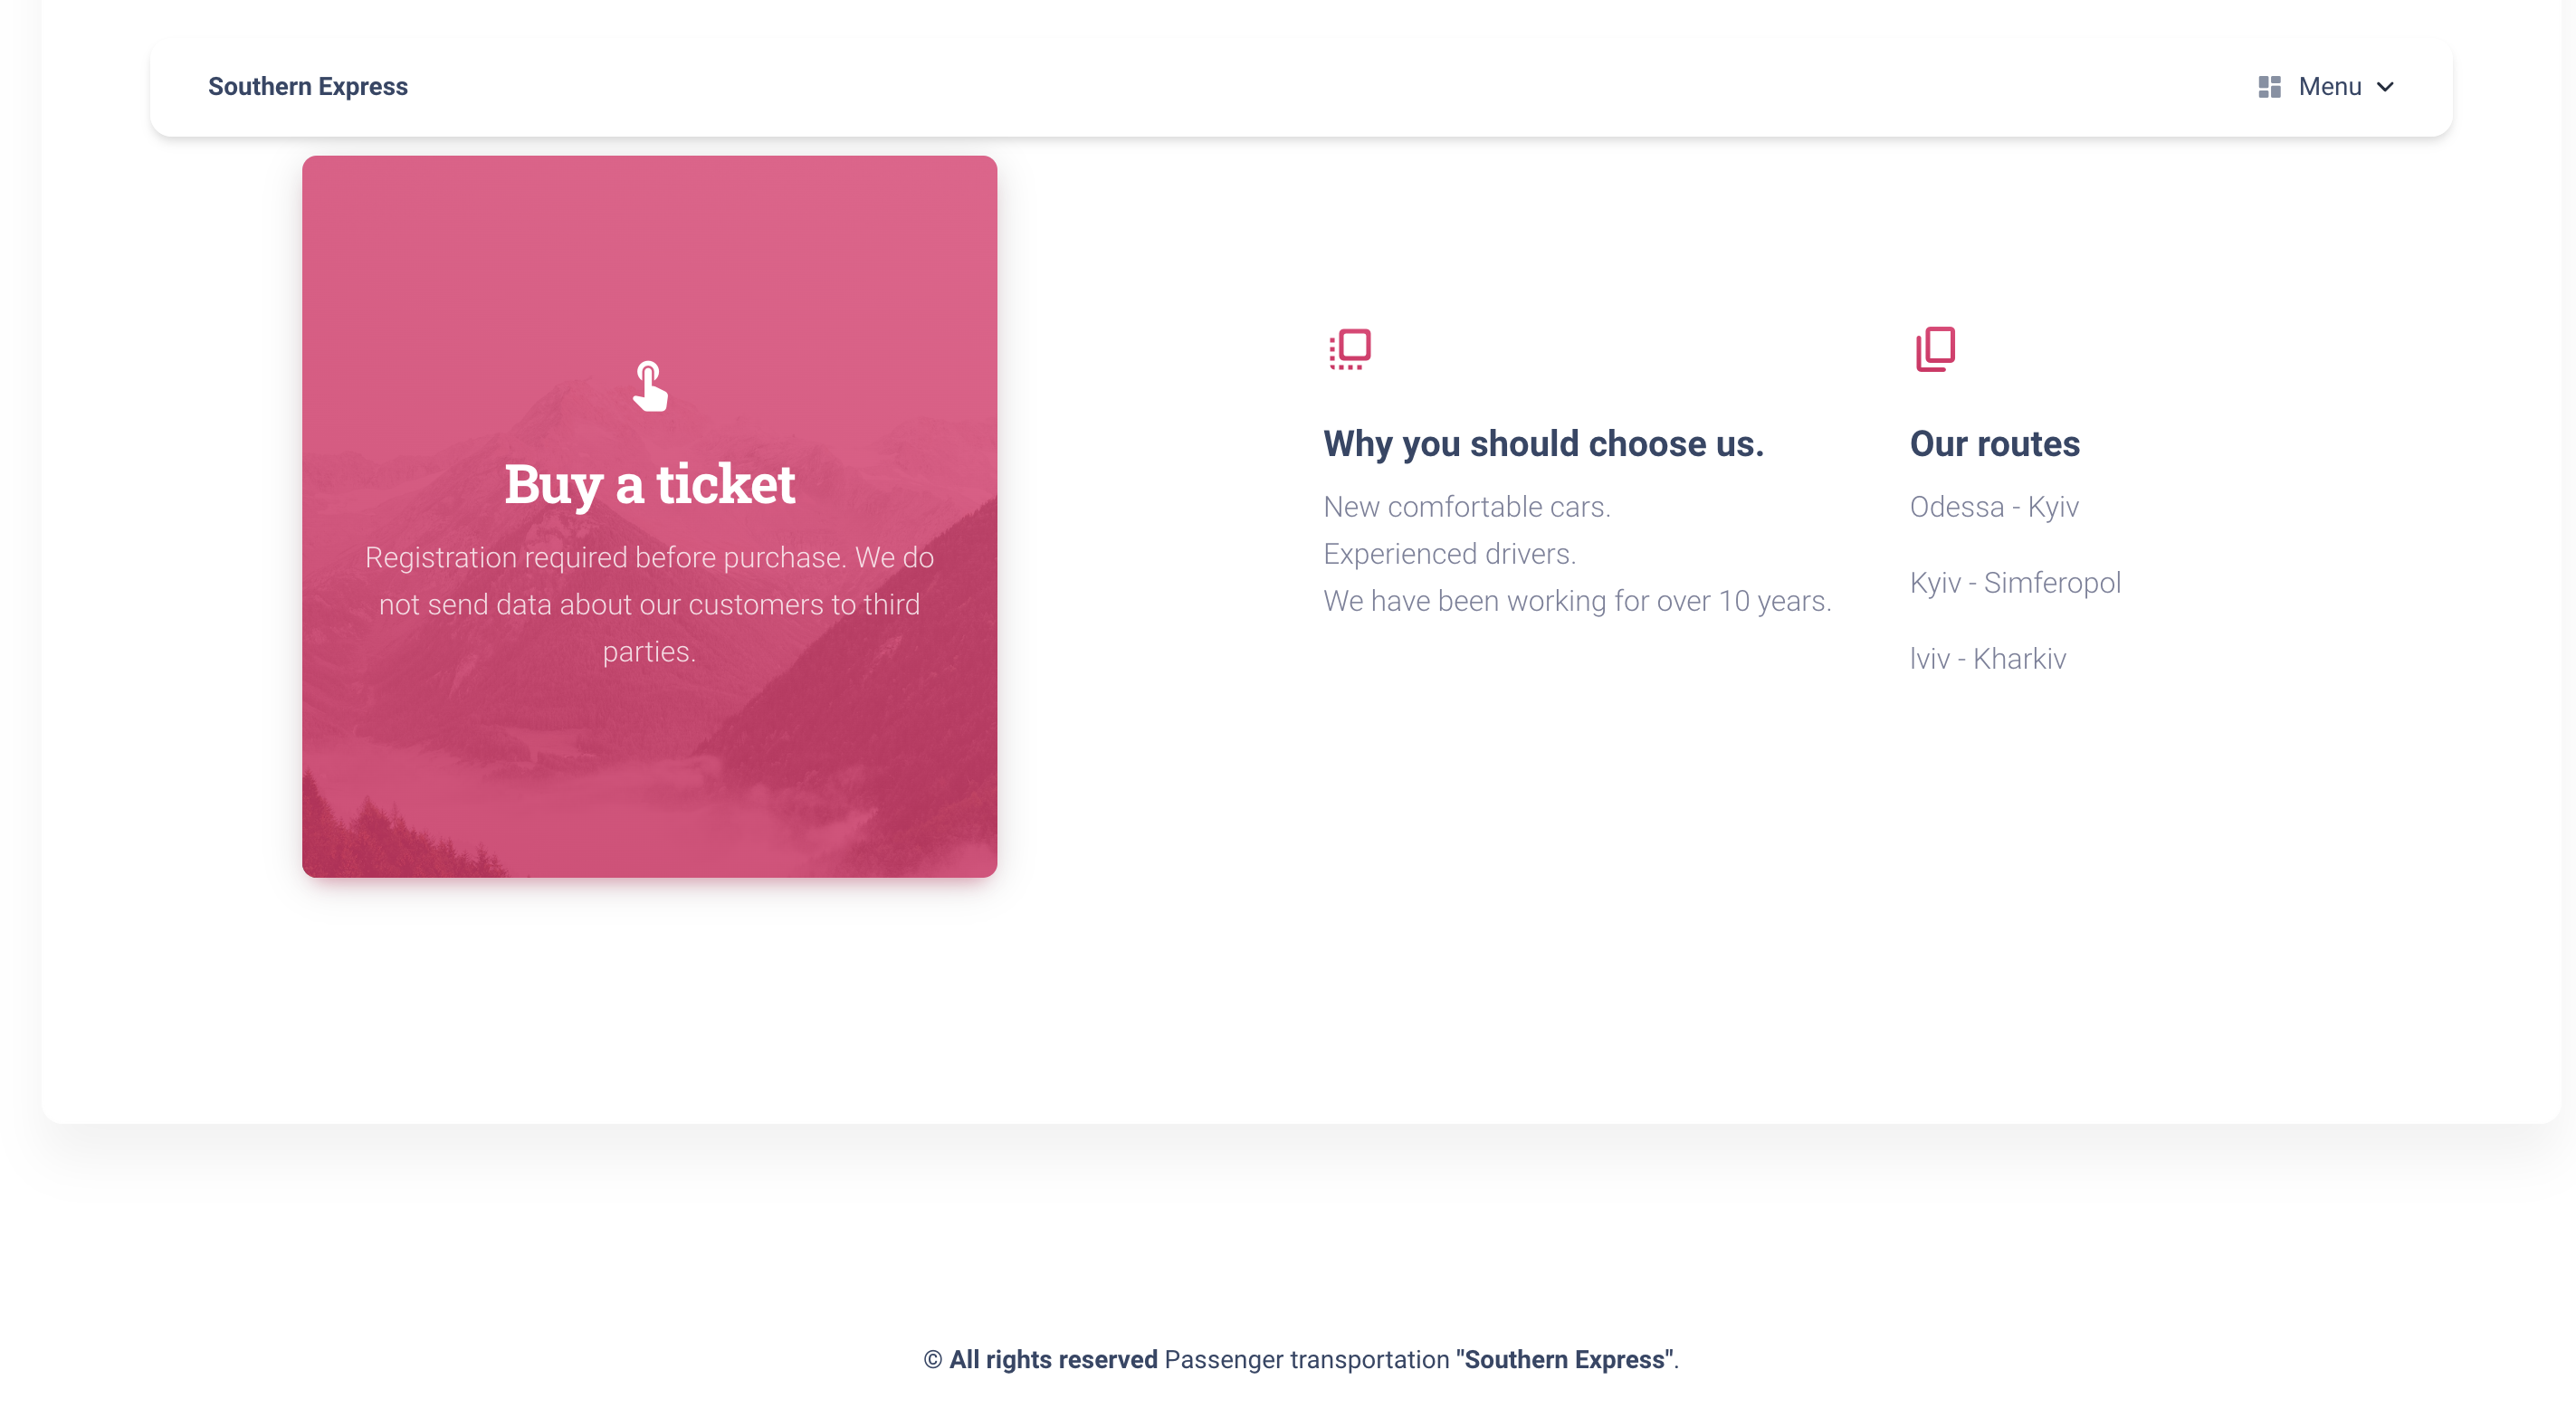 Southern Express
Menu
Buy a ticket
Registration required before purchase. We do
not send data about our customers to third
parties.
Why you should choose us.
New comfortable cars.
Experienced drivers.
We have been working for over 10 years.
Our routes
Odessa - Kyiv
Kyiv - Simferopol
lviv - Kharkiv
© All rights reserved Passenger transportation "Southern Express".